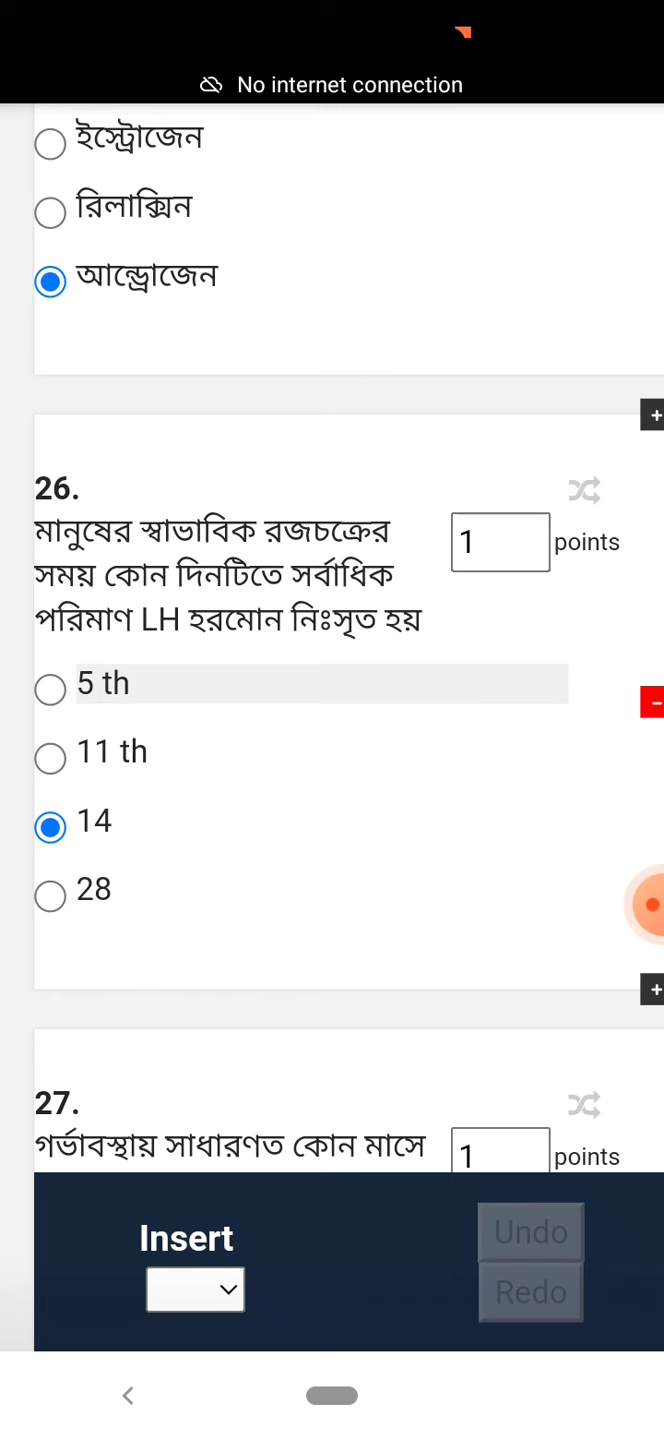 No internet connection
ইস্ট্রোজেন
রিলাক্সিন
আন্ড্রোজেন
+
26.
মানুষের স্বাভাবিক রজচক্রের
সময় কোন দিনটিতে সর্বাধিক
পরিমাণ LH হরমোন নিঃসৃত হয়
1 points
5 th
11 th
14
28
+
27.
গর্ভাবস্থায় সাধারণত কোন মাসে
1 points
Insert
Undo
Redo